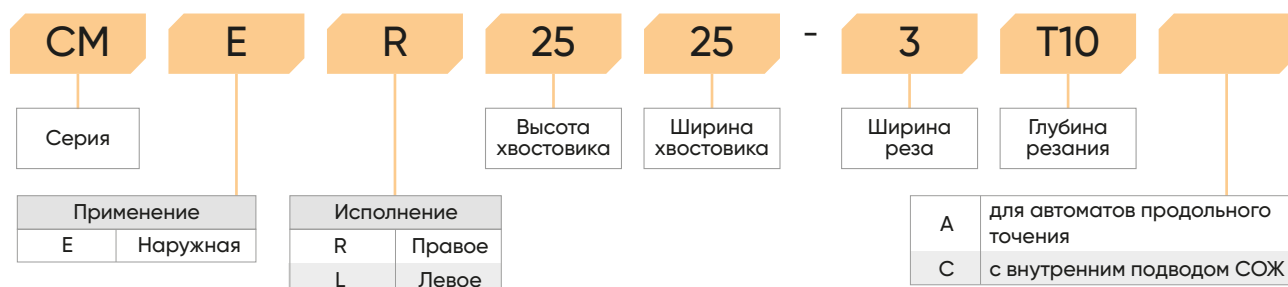 CM E R 25 25 - 3 T10
Серия
Высота
хвостовика
Ширина
хвостовика
Ширина
реза
Глубина
резания
Применение
E Наружная
Исполнение
R Правое
L Левое
A для автоматов продольного
точения
C с внутренним подводом СОЖ